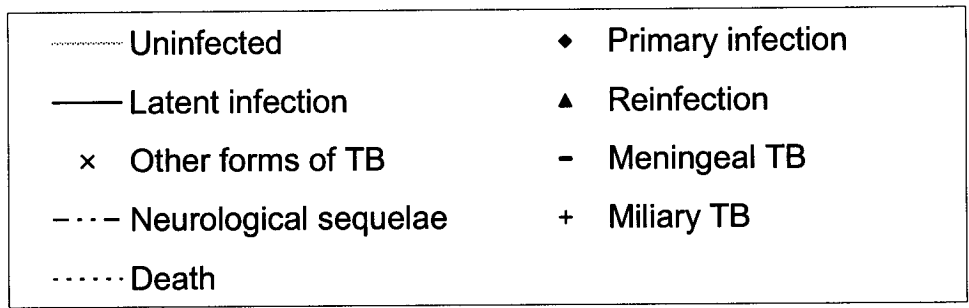 Uninfected
Primary infection
Latent infection
Reinfection
Other forms of TB
Meningeal TB
Neurological sequelae
Miliary TB
Death